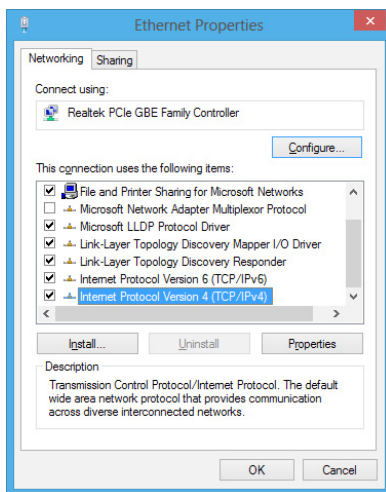 Ethernet Properties
Networking
Sharing
Connect using:
Realtek PCIe GBE Family Controller
Configure...
This connection uses the following items:
File and Printer Sharing for Microsoft Networks
Microsoft Network Adapter Multiplexor Protocol
Microsoft LLDP Protocol Driver
Link-Layer Topology Discovery Mapper I/O Driver
Link-Layer Topology Discovery Responder
Internet Protocol Version 6 (TCP/IPv6)
Internet Protocol Version 4 (TCP/IPv4)
Install...
Uninstall
Properties
Description
Transmission Control Protocol/Internet Protocol. The default
wide area network protocol that provides communication
across diverse interconnected networks.
OK
Cancel